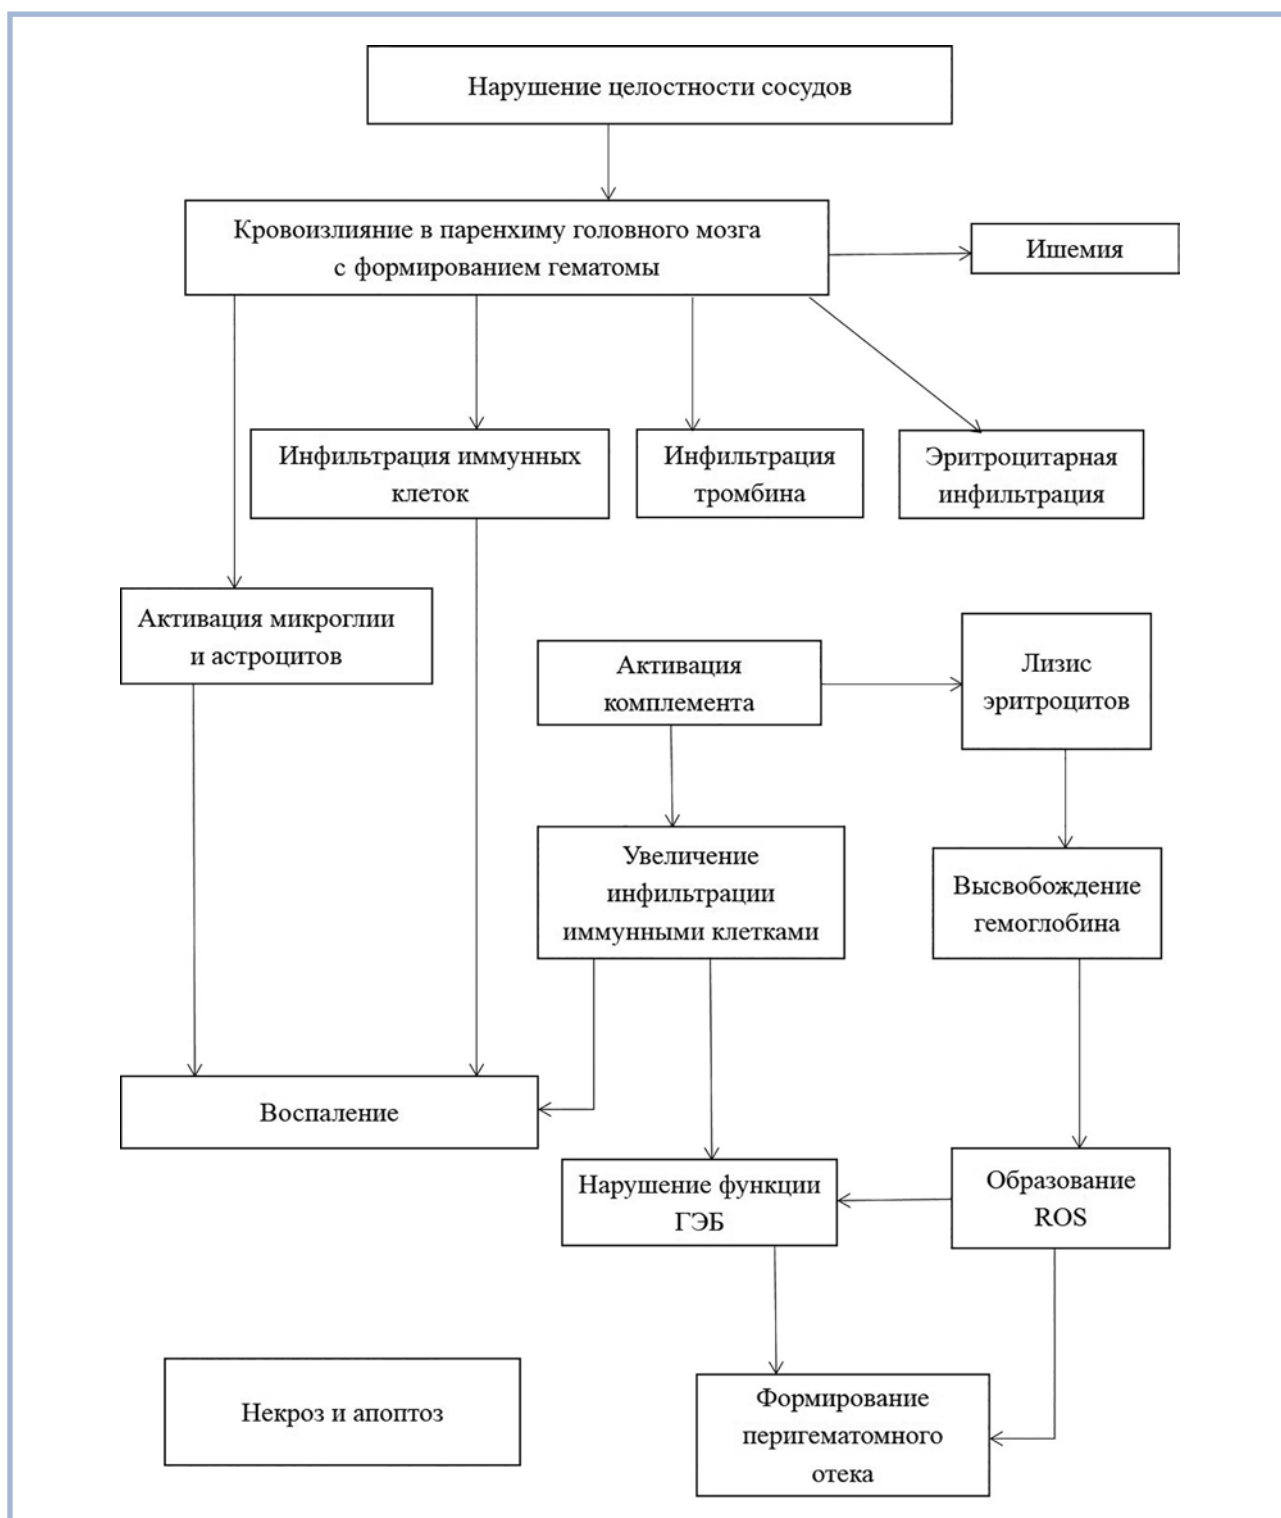 Нарушение целостности сосудов
Кровоизлияние в паренхиму головного мозга
с формированием гематомы
Ишемия
Инфильтрация иммунных
клеток
Инфильтрация
тромбина
Эритроцитарная
инфильтрация
Активация микроглии
и астроцитов
Активация
комплемента
Лизис
эритроцитов
Увеличение
инфильтрации
иммунными клетками
Высвобождение
гемоглобина
Воспаление
Нарушение функции
ГЭБ
Образование
ROS
Некроз и апоптоз
Формирование
перигематомного
отека